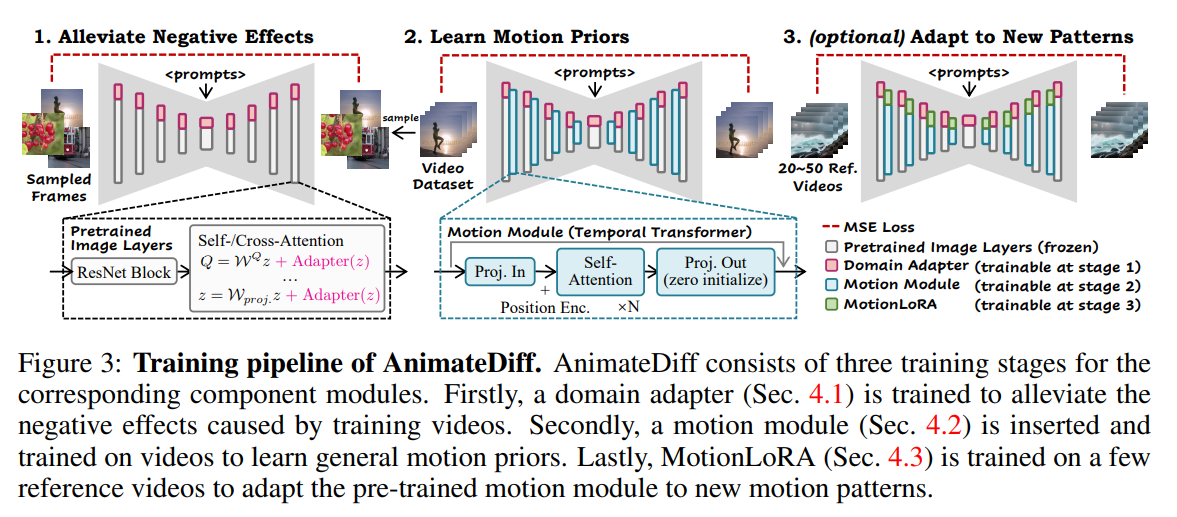 1. Alleviate Negative Effects
2. Learn Motion Priors
3. (optional) Adapt to New Patterns
<prompts>
<prompts>
<prompts>
sample
Sampled
Frames
Video
Dataset
20~50 Ref.
Videos
Pretrained
Image Layers
ResNet Block
Self-/Cross-Attention
Q = W^Q z + Adapter(z)
...
z = W_proj. z + Adapter(z)
Motion Module (Temporal Transformer)
Proj. In
+
Position Enc.
Self-
Attention
×N
Proj. Out
(zero initialize)
MSE Loss
Pretrained Image Layers (frozen)
Domain Adapter (trainable at stage 1)
Motion Module (trainable at stage 2)
MotionLoRA (trainable at stage 3)
Figure 3: Training pipeline of AnimateDiff. AnimateDiff consists of three training stages for the
corresponding component modules. Firstly, a domain adapter (Sec. 4.1) is trained to alleviate the
negative effects caused by training videos. Secondly, a motion module (Sec. 4.2) is inserted and
trained on videos to learn general motion priors. Lastly, MotionLoRA (Sec. 4.3) is trained on a few
reference videos to adapt the pre-trained motion module to new motion patterns.